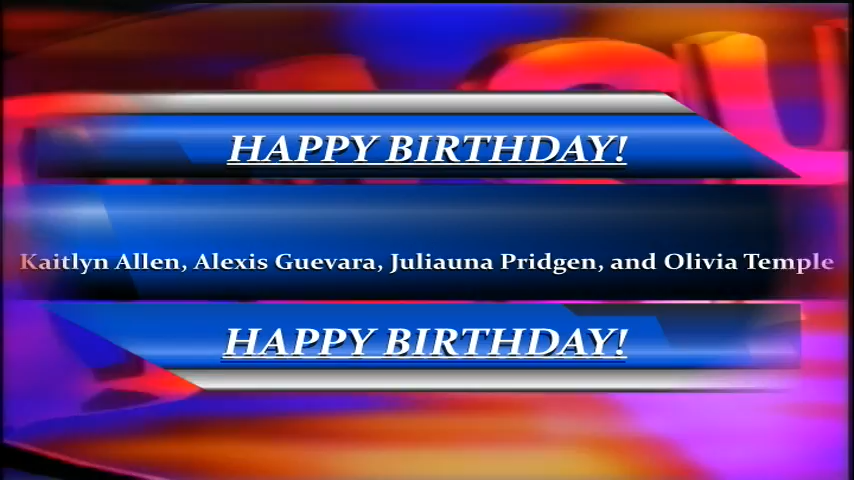 HAPPY BIRTHDAY!
Kaitlyn Allen, Alexis Guevara, Juliauna Pridgen, and Olivia Temple
HAPPY BIRTHDAY!